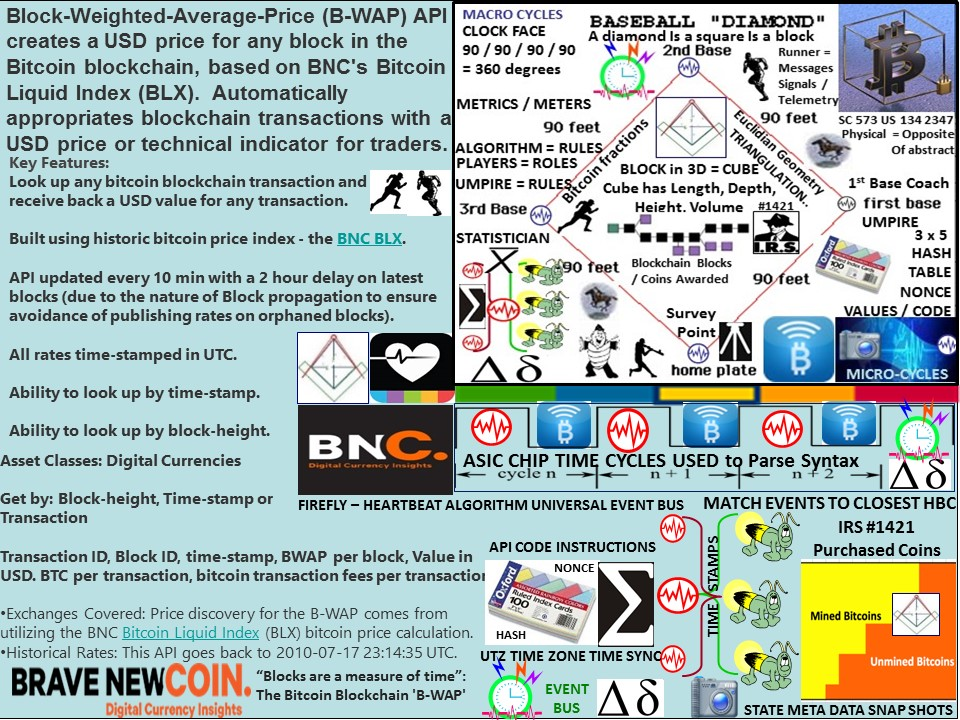 Block-Weighted-Average-Price (B-WAP) API
creates a USD price for any block in the
Bitcoin blockchain, based on BNC's Bitcoin
Liquid Index (BLX). Automatically
appropriates blockchain transactions with a
USD price or technical indicator for traders.
Key Features:
Look up any bitcoin blockchain transaction and
receive back a USD value for any transaction.
Built using historic bitcoin price index - the BNC BLX.
API updated every 10 min with a 2 hour delay on latest
blocks (due to the nature of Block propagation to ensure
avoidance of publishing rates on orphaned blocks).
All rates time-stamped in UTC.
Ability to look up by time-stamp.
Ability to look up by block-height.
Asset Classes: Digital Currencies
Get by: Block-height, Time-stamp or
Transaction
Transaction ID, Block ID, time-stamp, BWAP per block, Value in
USD. BTC per transaction, bitcoin transaction fees per transaction
•Exchanges Covered: Price discovery for the B-WAP comes from
utilizing the BNC Bitcoin Liquid Index (BLX) bitcoin price calculation.
•Historical Rates: This API goes back to 2010-07-17 23:14:35 UTC.
BRAVE NEWCOIN.
Digital Currency Insights
“Blocks are a measure of time”:
The Bitcoin Blockchain 'B-WAP'
BNC.
Digital Currency Insights
MACRO CYCLES
CLOCK FACE
90 / 90 / 90 / 90
= 360 degrees
BASEBALL "DIAMOND"
A diamond Is a square Is a block
2nd Base
Runner =
Messages
Signals /
Telemetry
SC 573 US 134 2347
Physical = Opposite
Of abstract
METRICS / METERS
90 feet
90 feet
ALGORITHM = RULES
PLAYERS = ROLES
UMPIRE = RULES
Bitcoin fractions
Euclidian Geometry
TRIANGULATION.
BLOCK in 3D = CUBE
Cube has Length, Depth,
Height, Volume
#1421
I.R.S.
3rd Base
1st Base Coach
first base
UMPIRE
STATISTICIAN
X
Σ
Δ δ
90 feet
Blockchain Blocks
/ Coins Awarded
90 feet
3 x 5
HASH
TABLE
NONCE
VALUES / CODE
Oxford
Ruled Index Cards
100
Survey
Point
home plate
MICRO-CYCLES
ASIC CHIP TIME CYCLES USED to Parse Syntax
cycle n
n + 1
n + 2
Δ δ
FIREFLY – HEARTBEAT ALGORITHM UNIVERSAL EVENT BUS
MATCH EVENTS TO CLOSEST HBC
IRS #1421
Purchased Coins
API CODE INSTRUCTIONS
NONCE
Oxford
ASSORTED RAINBOW COLORS
Ruled Index Cards
100
HASH
Σ
TIME STAMPS
Mined Bitcoins
Unmined Bitcoins
UTZ TIME ZONE TIME SYNC
EVENT
BUS
Δ δ
STATE META DATA SNAP SHOTS